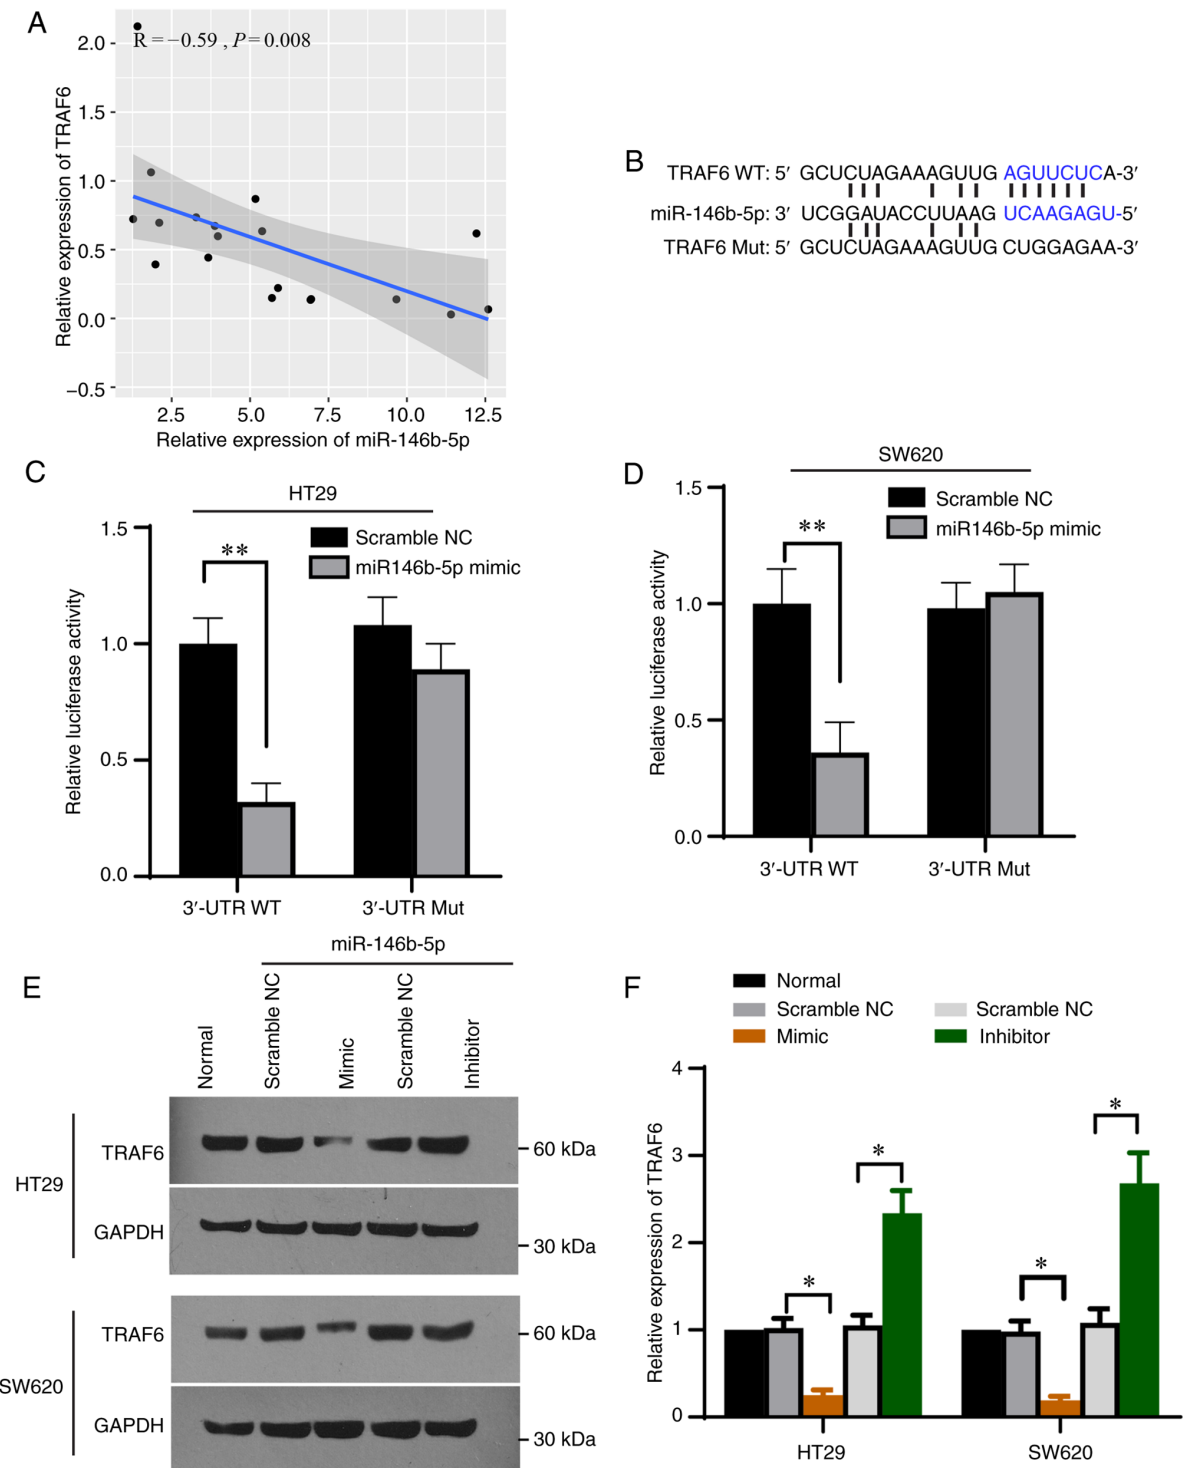 A
R = −0.59 , P = 0.008
2.0
1.5
1.0
0.5
0.0
−0.5
Relative expression of TRAF6
2.5 5.0 7.5 10.0 12.5
Relative expression of miR-146b-5p
B
TRAF6 WT: 5′ GCUCUAGAAAGUUG AGUUCUCA-3′
miR-146b-5p: 3′ UCGGAUACCUUAAG UCAAGAGU-5′
TRAF6 Mut: 5′ GCUCUAGAAAGUUG CUGGAGAA-3′
C
HT29
Scramble NC
miR146b-5p mimic
**
1.5
1.0
0.5
0.0
Relative luciferase activity
3′-UTR WT 3′-UTR Mut
D
SW620
Scramble NC
miR146b-5p mimic
**
1.5
1.0
0.5
0.0
Relative luciferase activity
3′-UTR WT 3′-UTR Mut
E
miR-146b-5p
Normal
Scramble NC
Mimic
Scramble NC
Inhibitor
HT29
TRAF6
60 kDa
GAPDH
30 kDa
SW620
TRAF6
60 kDa
GAPDH
30 kDa
F
Normal
Scramble NC Scramble NC
Mimic Inhibitor
4
3
2
1
0
Relative expression of TRAF6
*
*
*
*
HT29 SW620